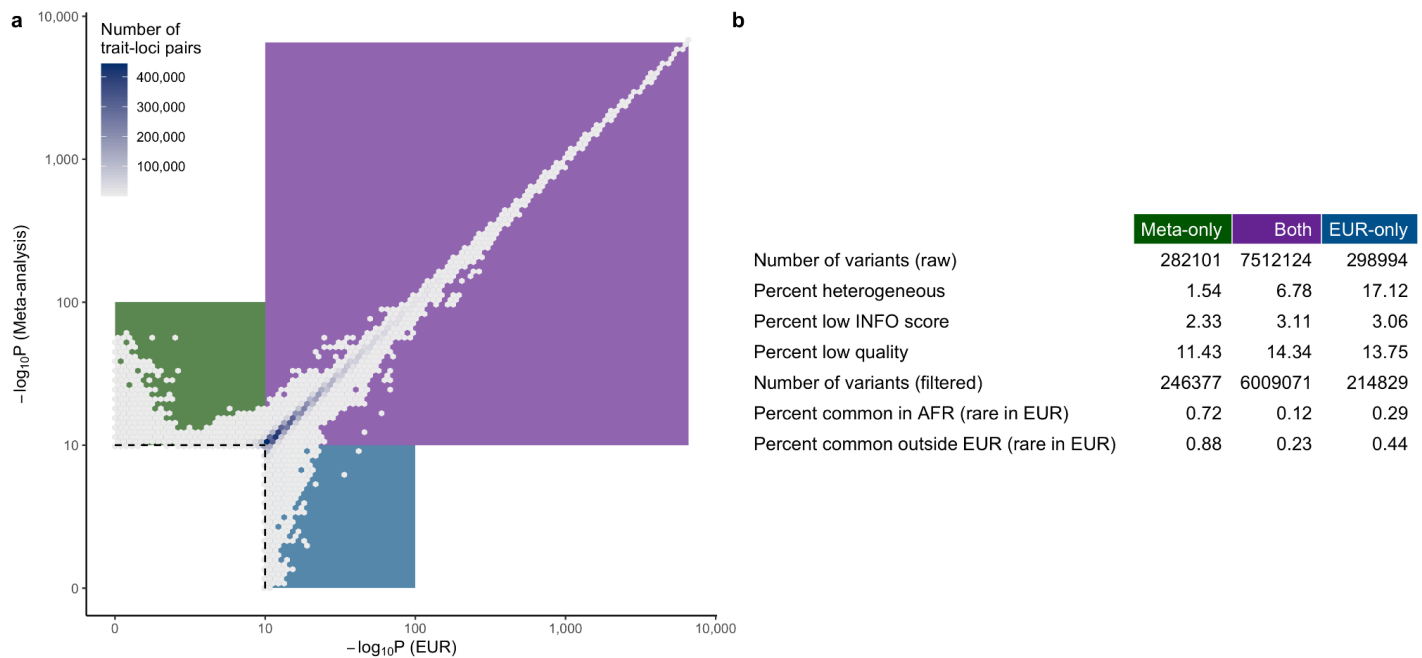 a
Number of
trait-loci pairs
400,000
300,000
200,000
100,000
10,000
1,000
100
10
0
−log₁₀P (Meta-analysis)
0 10 100 1,000 10,000
−log₁₀P (EUR)
b
Meta-only Both EUR-only
Number of variants (raw) 282101 7512124 298994
Percent heterogeneous 1.54 6.78 17.12
Percent low INFO score 2.33 3.11 3.06
Percent low quality 11.43 14.34 13.75
Number of variants (filtered) 246377 6009071 214829
Percent common in AFR (rare in EUR) 0.72 0.12 0.29
Percent common outside EUR (rare in EUR) 0.88 0.23 0.44